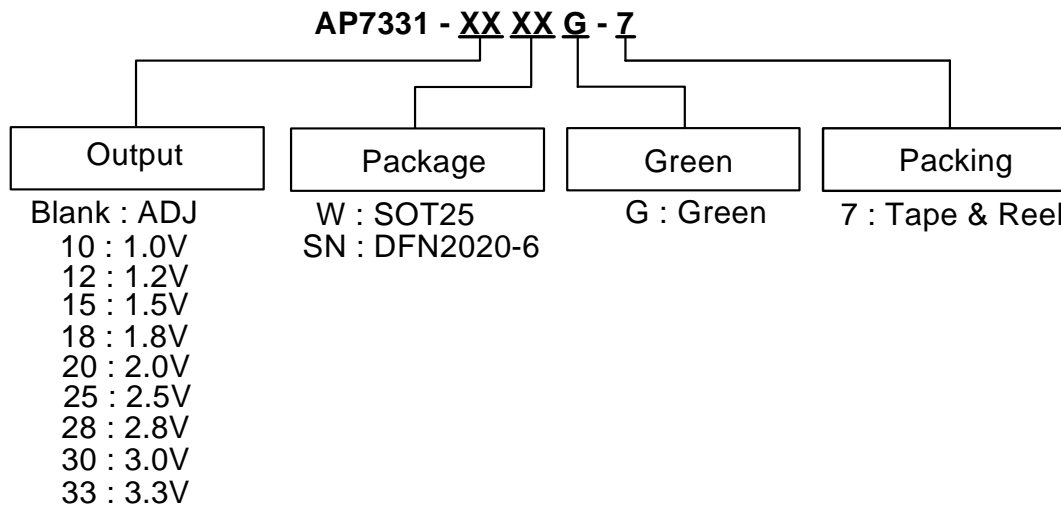 AP7331 - XX XX G - 7
Output
Package
Green
Packing
Blank : ADJ
10 : 1.0V
12 : 1.2V
15 : 1.5V
18 : 1.8V
20 : 2.0V
25 : 2.5V
28 : 2.8V
30 : 3.0V
33 : 3.3V
W : SOT25
SN : DFN2020-6
G : Green
7 : Tape & Reel